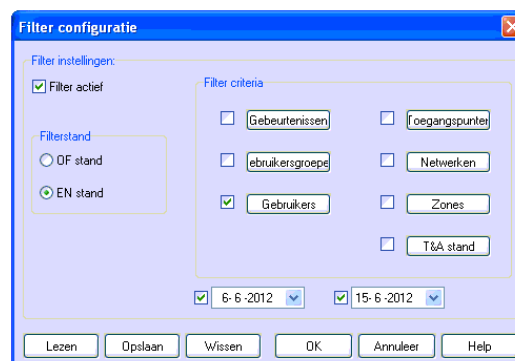 Filter configuratie
Filter instellingen:
Filter actief
Filterstand
OF stand
EN stand
Filter criteria
Gebeurtenissen
Toegangspunten
ebruikersgroepe
Netwerken
Gebruikers
Zones
T&A stand
6- 6 -2012
15- 6 -2012
Lezen
Opslaan
Wissen
OK
Annuleer
Help